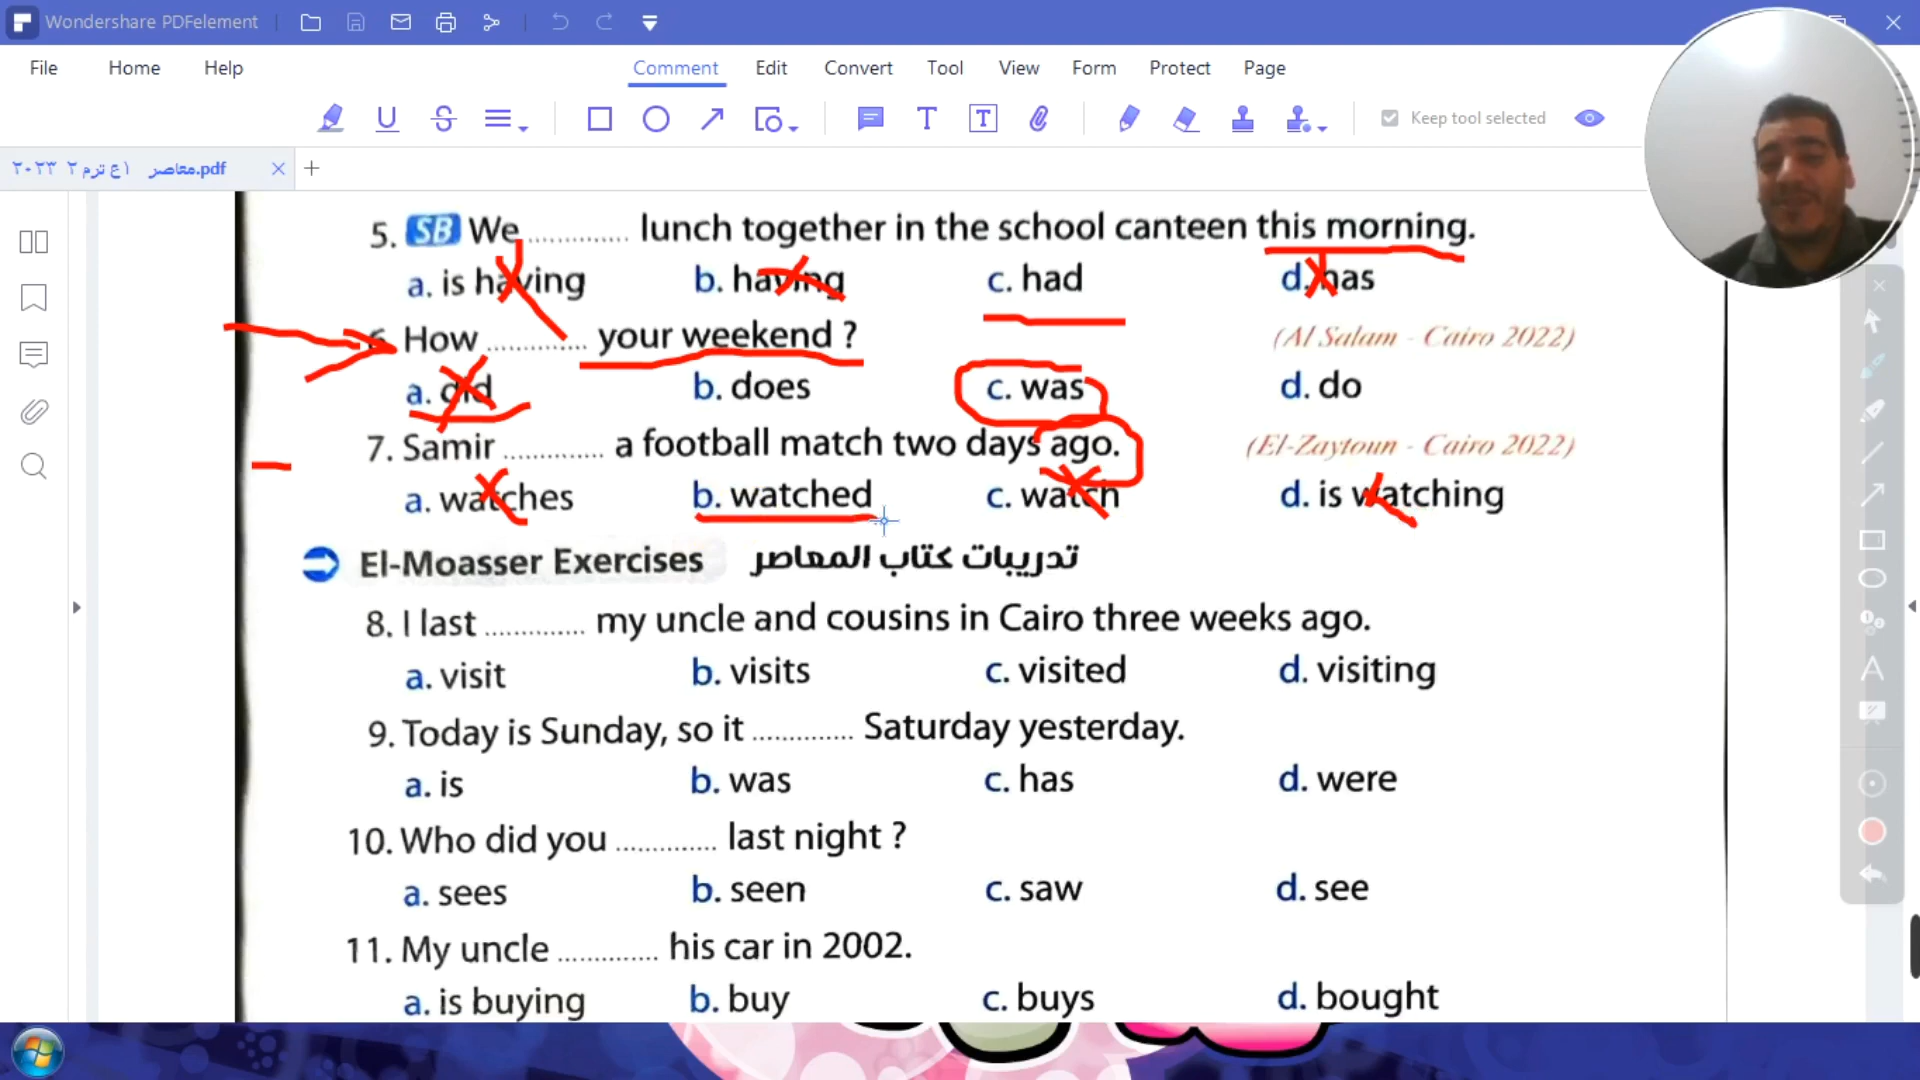 Wondershare PDFelement
File Home Help Comment Edit Convert Tool View Form Protect Page
Keep tool selected
معاصر ١ع ترم ٢ ٢٠٢٣.pdf
5. SB We ............. lunch together in the school canteen this morning.
a. is having b. having c. had d. has
6. How ............. your weekend ? (Al Salam - Cairo 2022)
a. did b. does c. was d. do
7. Samir ............. a football match two days ago. (El-Zaytoun - Cairo 2022)
a. watches b. watched c. watch d. is watching
El-Moasser Exercises تدريبات كتاب المعاصر
8. I last ............. my uncle and cousins in Cairo three weeks ago.
a. visit b. visits c. visited d. visiting
9. Today is Sunday, so it ............. Saturday yesterday.
a. is b. was c. has d. were
10. Who did you ............. last night ?
a. sees b. seen c. saw d. see
11. My uncle ............. his car in 2002.
a. is buying b. buy c. buys d. bought